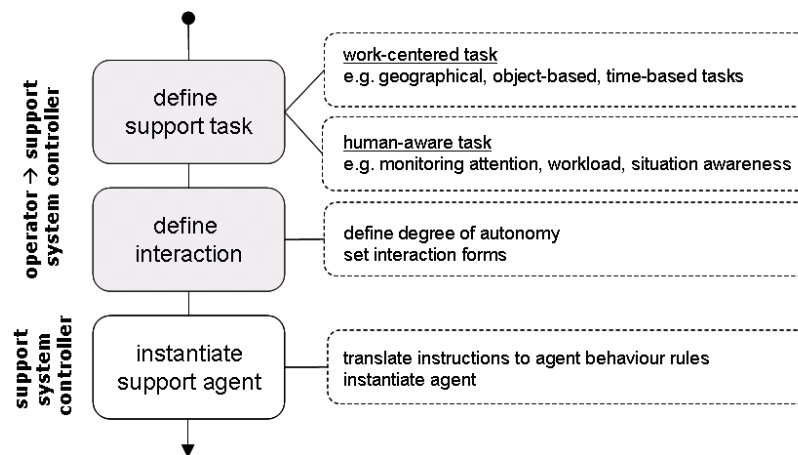 operator → support
system controller
define
support task
work-centered task
e.g. geographical, object-based, time-based tasks
human-aware task
e.g. monitoring attention, workload, situation awareness
define
interaction
define degree of autonomy
set interaction forms
support
system
controller
instantiate
support agent
translate instructions to agent behaviour rules
instantiate agent